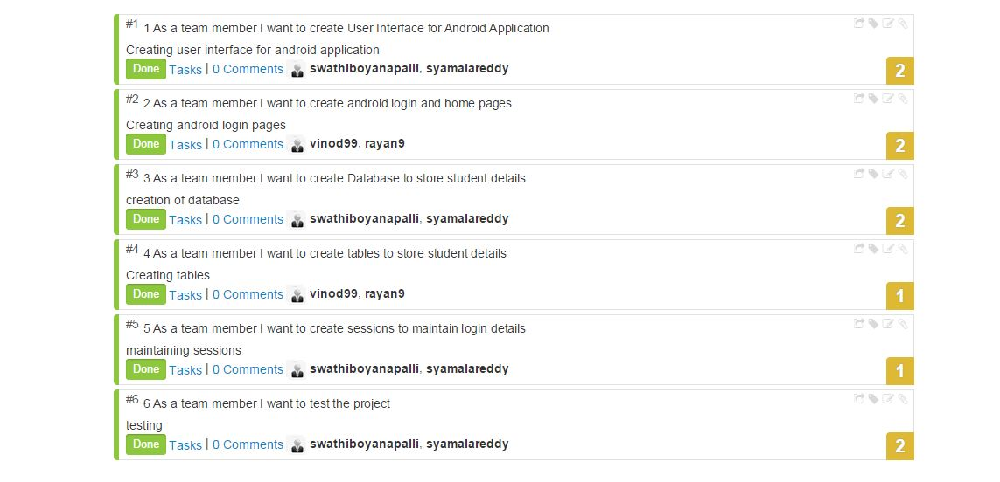 #1 1 As a team member I want to create User Interface for Android Application
Creating user interface for android application
Done Tasks | 0 Comments swathiboyanapalli, syamalareddy 2
#2 2 As a team member I want to create android login and home pages
Creating android login pages
Done Tasks | 0 Comments vinod99, rayan9 2
#3 3 As a team member I want to create Database to store student details
creation of database
Done Tasks | 0 Comments swathiboyanapalli, syamalareddy 2
#4 4 As a team member I want to create tables to store student details
Creating tables
Done Tasks | 0 Comments vinod99, rayan9 1
#5 5 As a team member I want to create sessions to maintain login details
maintaining sessions
Done Tasks | 0 Comments swathiboyanapalli, syamalareddy 1
#6 6 As a team member I want to test the project
testing
Done Tasks | 0 Comments swathiboyanapalli, syamalareddy 2